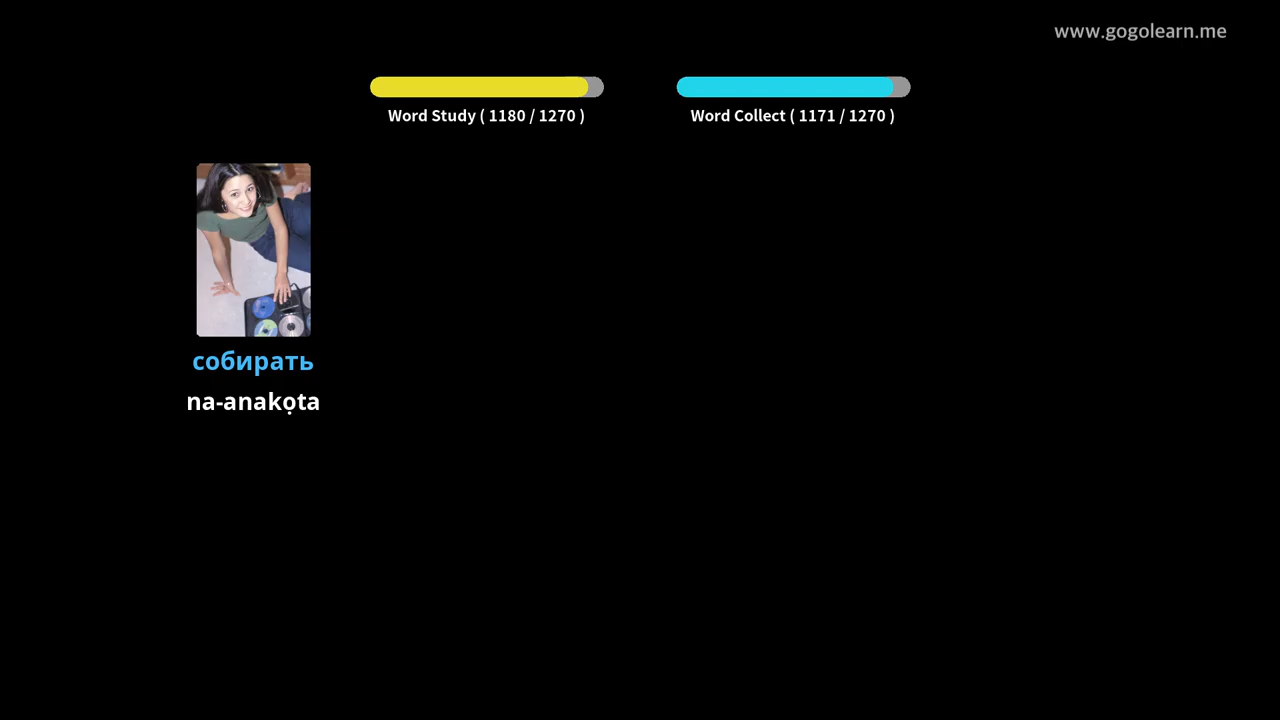 www.gogolearn.me
Word Study ( 1180 / 1270 )
Word Collect ( 1171 / 1270 )
собирать
na-anakọta